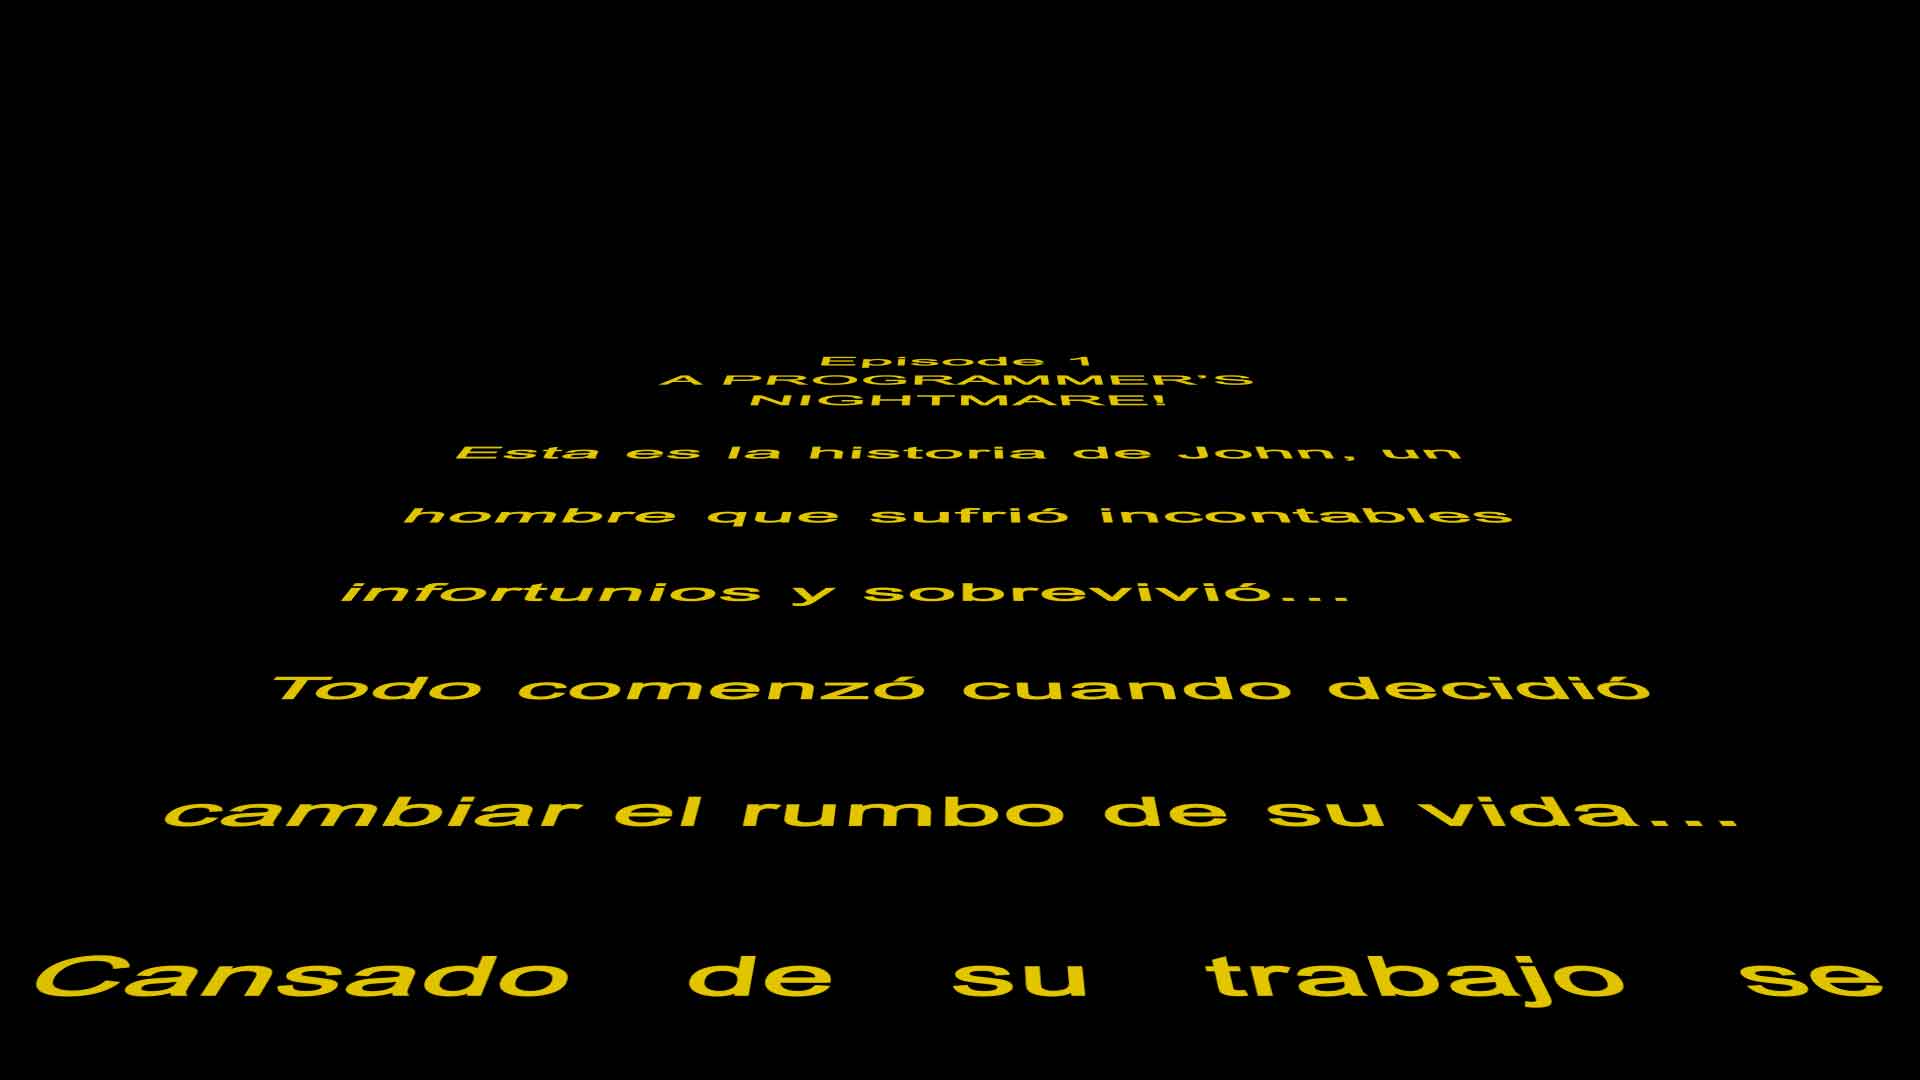 Episode 1
A PROGRAMMER'S
NIGHTMARE!
Esta es la historia de John, un
hombre que sufrió incontables
infortunios y sobrevivió...
Todo comenzó cuando decidió
cambiar el rumbo de su vida...
Cansado de su trabajo se